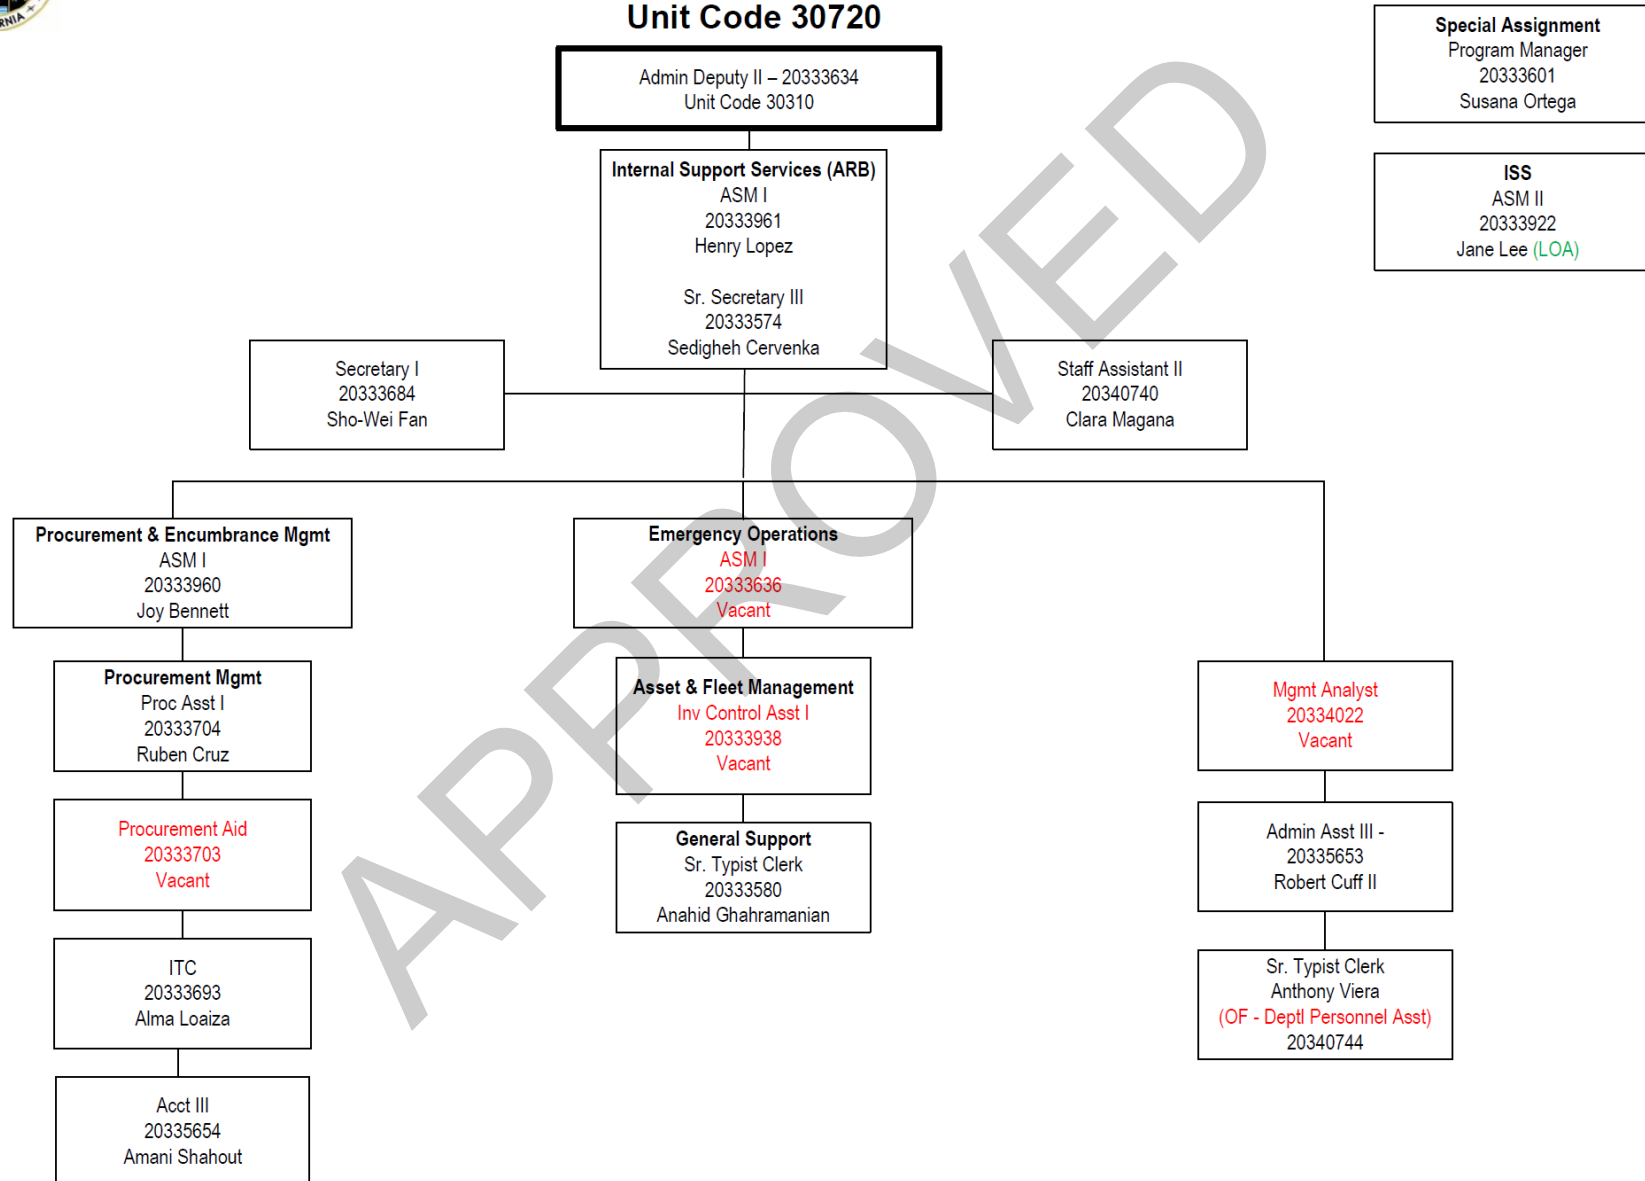 Unit Code 30720
Admin Deputy II – 20333634
Unit Code 30310
Special Assignment
Program Manager
20333601
Susana Ortega
ISS
ASM II
20333922
Jane Lee (LOA)
Internal Support Services (ARB)
ASM I
20333961
Henry Lopez
Sr. Secretary III
20333574
Sedigheh Cervenka
Secretary I
20333684
Sho-Wei Fan
Staff Assistant II
20340740
Clara Magana
Procurement & Encumbrance Mgmt
ASM I
20333960
Joy Bennett
Procurement Mgmt
Proc Asst I
20333704
Ruben Cruz
Procurement Aid
20333703
Vacant
ITC
20333693
Alma Loaiza
Acct III
20335654
Amani Shahout
Emergency Operations
ASM I
20333636
Vacant
Asset & Fleet Management
Inv Control Asst I
20333938
Vacant
General Support
Sr. Typist Clerk
20333580
Anahid Ghahramanian
Mgmt Analyst
20334022
Vacant
Admin Asst III -
20335653
Robert Cuff II
Sr. Typist Clerk
Anthony Viera
(OF - Deptl Personnel Asst)
20340744
APPROVED